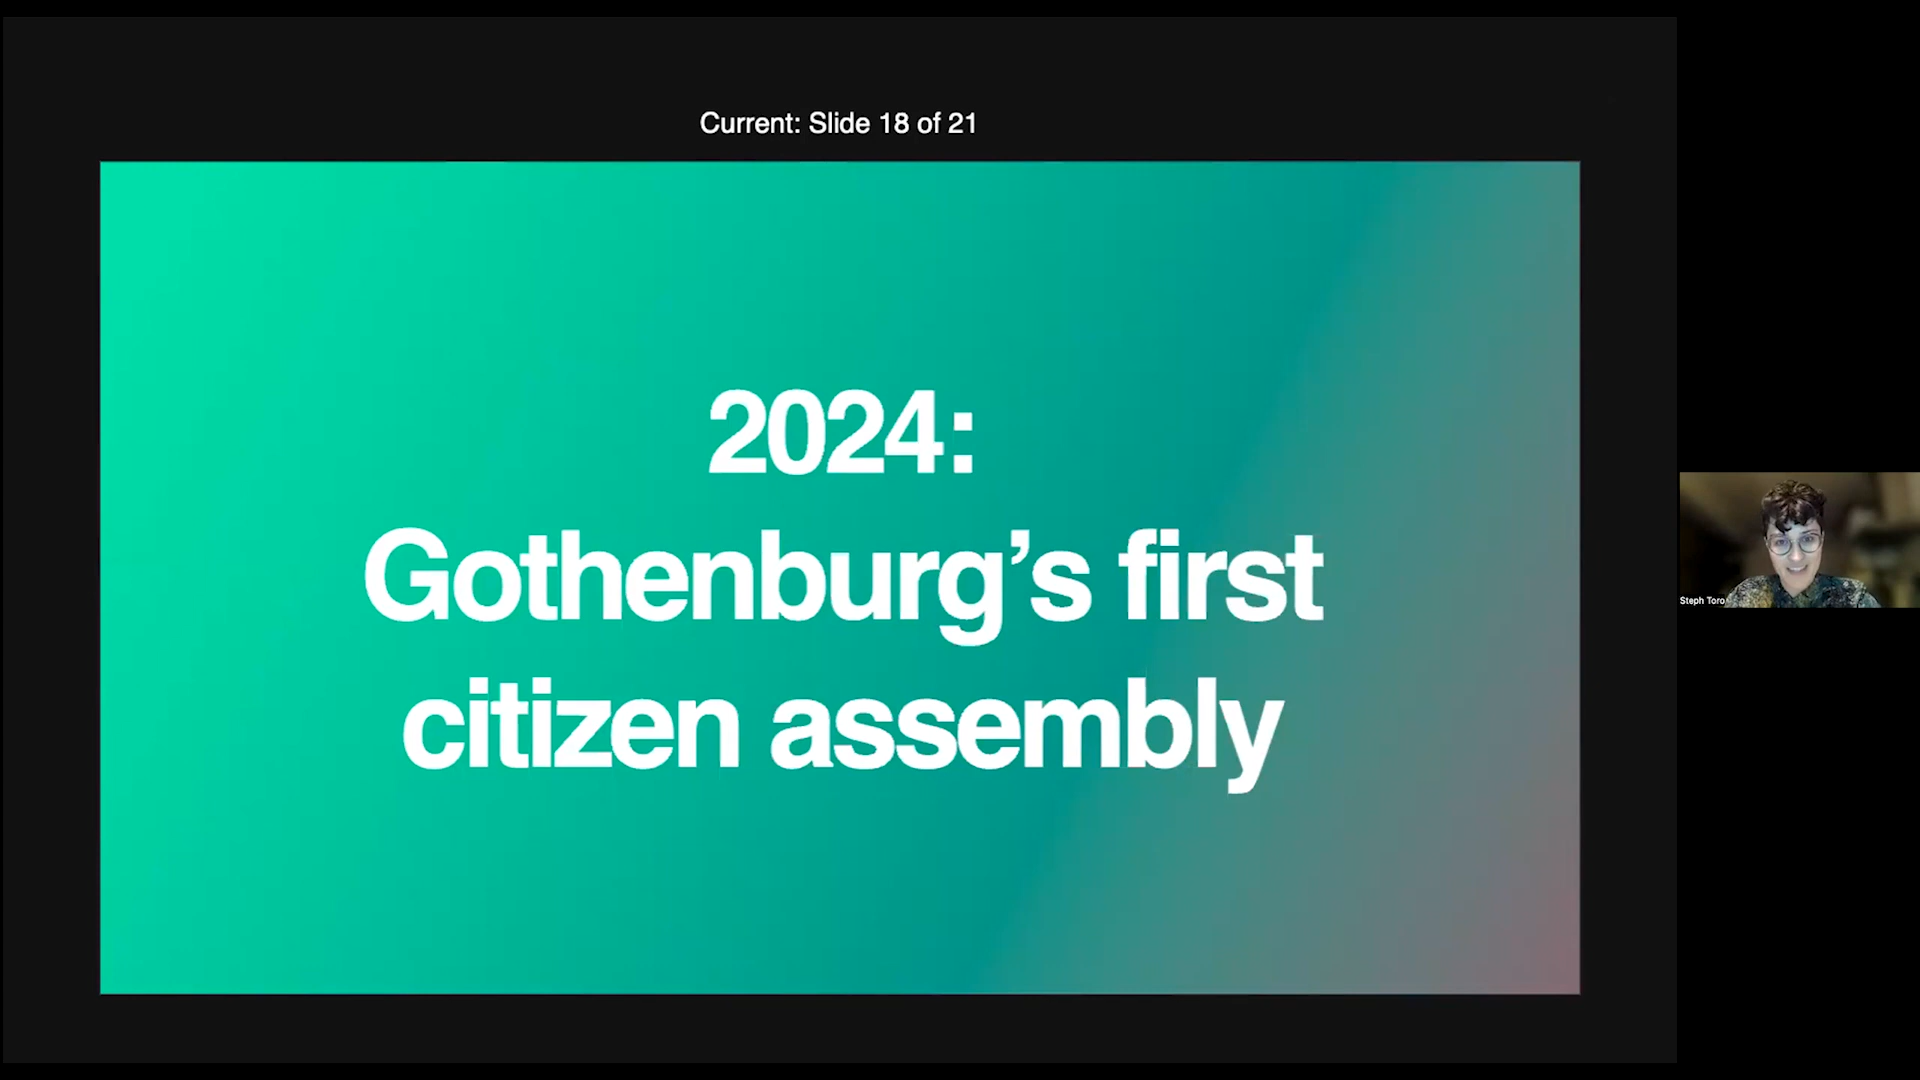 Current: Slide 18 of 21
2024:
Gothenburg’s first
citizen assembly
Steph Toro